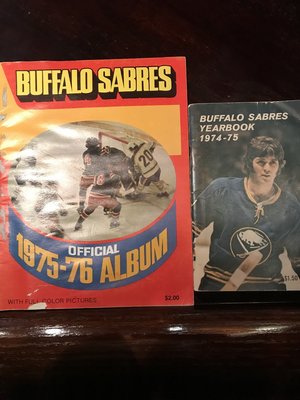 BUFFALO SABRES
20
OFFICIAL
1975-76 ALBUM
WITH FULL COLOR PICTURES
$2.00
BUFFALO SABRES
YEARBOOK
1974-75
$1.50